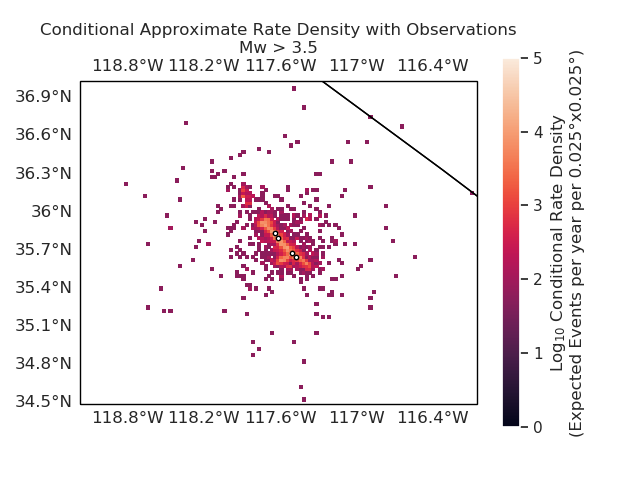 Conditional Approximate Rate Density with Observations
Mw > 3.5
118.8°W 118.2°W 117.6°W 117°W 116.4°W
36.9°N
36.6°N
36.3°N
36°N
35.7°N
35.4°N
35.1°N
34.8°N
34.5°N
118.8°W 118.2°W 117.6°W 117°W 116.4°W
5
4
3
2
1
0
Log₁₀ Conditional Rate Density
(Expected Events per year per 0.025°x0.025°)